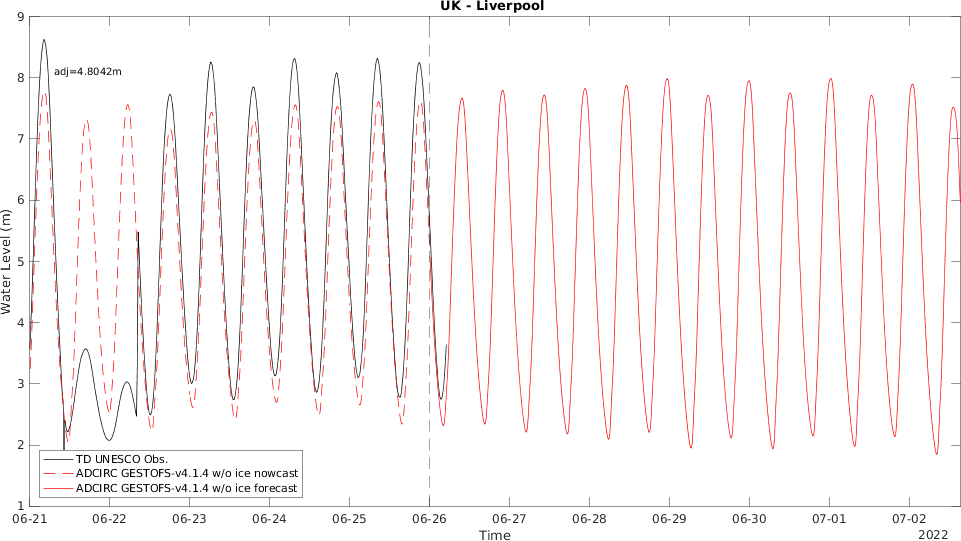 UK - Liverpool
adj=4.8042m
Water Level (m)
9
8
7
6
5
4
3
2
1
TD UNESCO Obs.
ADCIRC GESTOFS-v4.1.4 w/o ice nowcast
ADCIRC GESTOFS-v4.1.4 w/o ice forecast
06-21 06-22 06-23 06-24 06-25 06-26 06-27 06-28 06-29 06-30 07-01 07-02
Time
2022